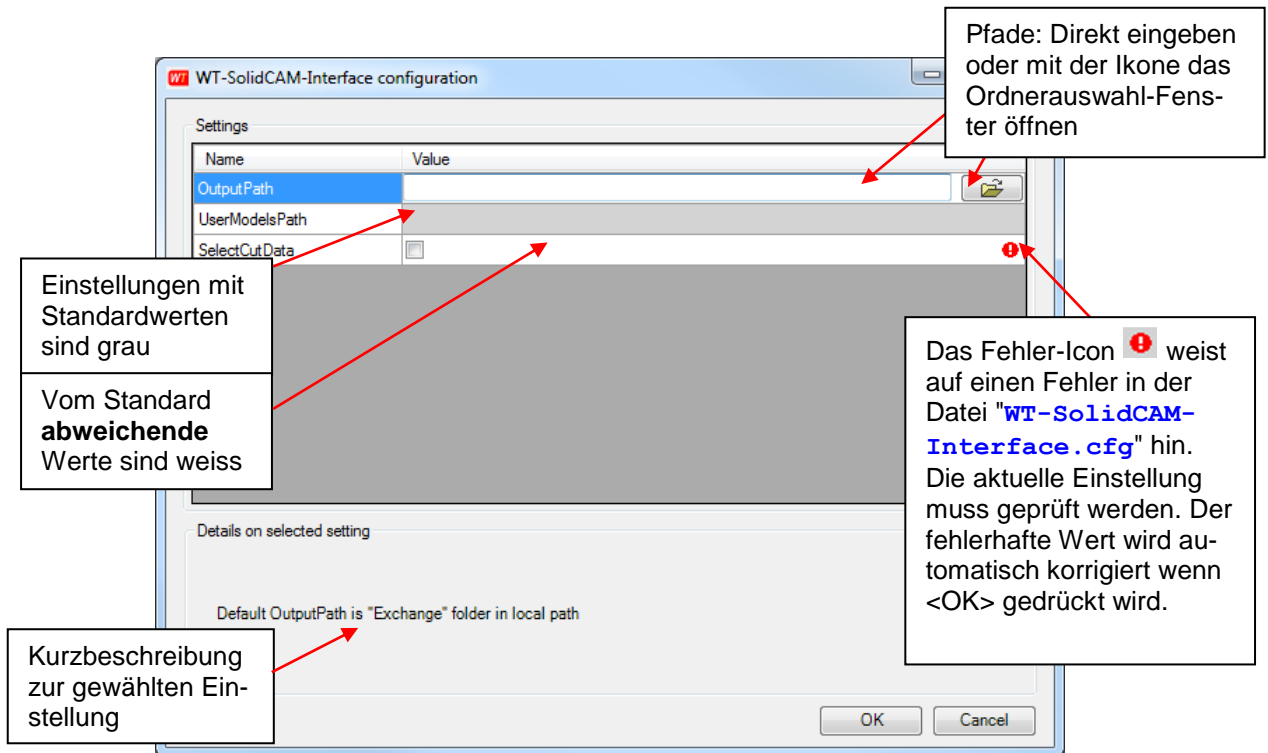 Pfade: Direkt eingeben
oder mit der Ikone das
Ordnerauswahl-Fens-
ter öffnen
WT WT-SolidCAM-Interface configuration
Settings
Name Value
OutputPath
UserModelsPath
SelectCutData
Einstellungen mit
Standardwerten
sind grau
Vom Standard
abweichende
Werte sind weiss
Das Fehler-Icon weist
auf einen Fehler in der
Datei "WT-SolidCAM-
Interface.cfg" hin.
Die aktuelle Einstellung
muss geprüft werden. Der
fehlerhafte Wert wird au-
tomatisch korrigiert wenn
<OK> gedrückt wird.
Details on selected setting
Default OutputPath is "Exchange" folder in local path
Kurzbeschreibung
zur gewählten Ein-
stellung
OK Cancel